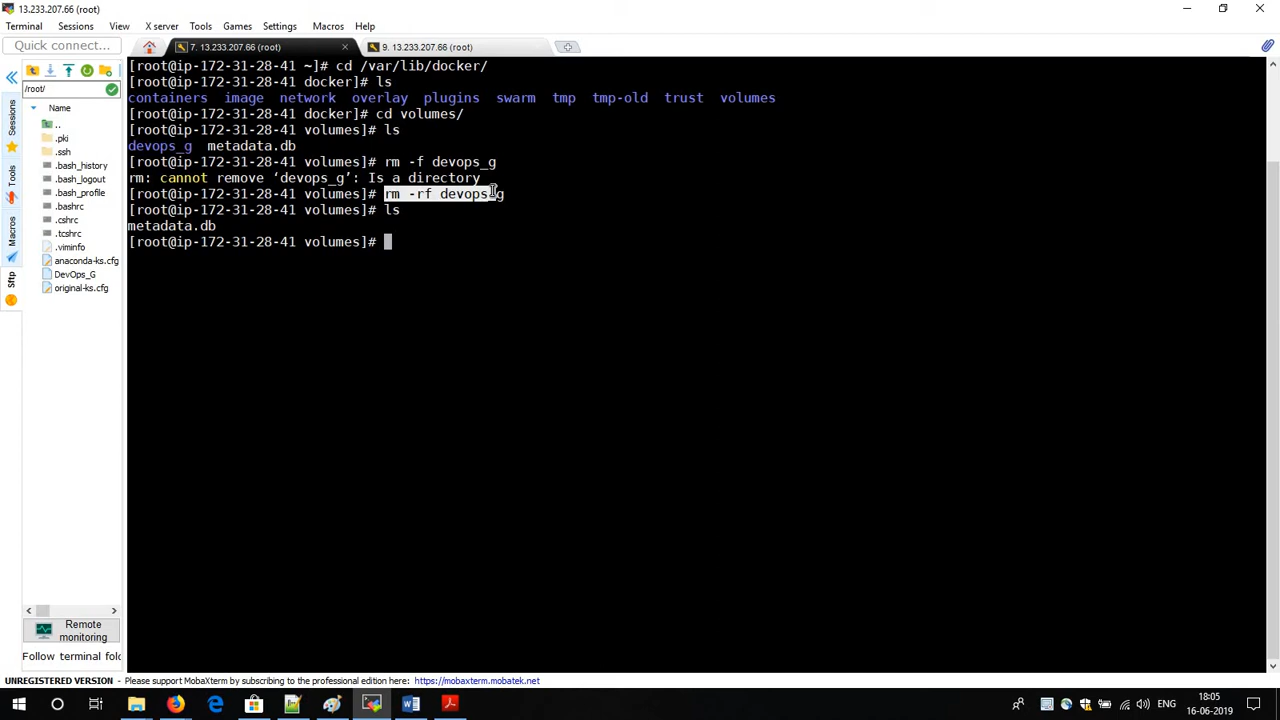 13.233.207.66 (root)
Terminal Sessions View X server Tools Games Settings Macros Help
Quick connect...
7. 13.233.207.66 (root)
9. 13.233.207.66 (root)
/root/
Name
..
.pki
.ssh
.bash_history
.bash_logout
.bash_profile
.bashrc
.cshrc
.tcshrc
.viminfo
anaconda-ks.cfg
DevOps_G
original-ks.cfg
Sessions
Tools
Macros
Sftp
Remote
monitoring
Follow terminal fold
[root@ip-172-31-28-41 ~]# cd /var/lib/docker/
[root@ip-172-31-28-41 docker]# ls
containers image network overlay plugins swarm tmp tmp-old trust volumes
[root@ip-172-31-28-41 docker]# cd volumes/
[root@ip-172-31-28-41 volumes]# ls
devops_g metadata.db
[root@ip-172-31-28-41 volumes]# rm -f devops_g
rm: cannot remove ‘devops_g’: Is a directory
[root@ip-172-31-28-41 volumes]# rm -rf devops_g
[root@ip-172-31-28-41 volumes]# ls
metadata.db
[root@ip-172-31-28-41 volumes]#
UNREGISTERED VERSION - Please support MobaXterm by subscribing to the professional edition here: https://mobaxterm.mobatek.net
ENG
18:05
16-06-2019